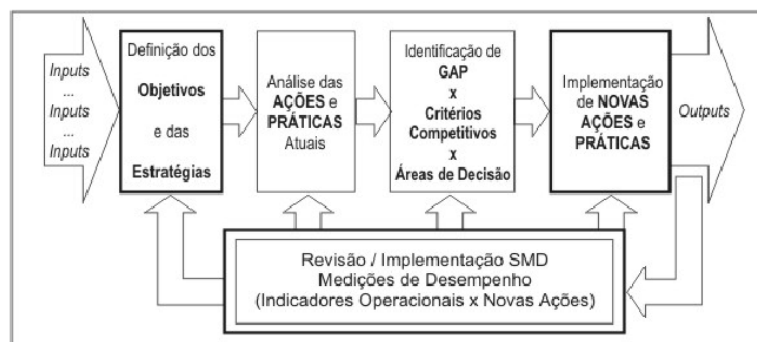 Inputs
...
Inputs
...
Inputs
Definição dos
Objetivos
e das
Estratégias
Análise das
AÇÕES e
PRÁTICAS
Atuais
Identificação de
GAP
x
Critérios
Competitivos
x
Áreas de Decisão
Implementação
de NOVAS
AÇÕES e
PRÁTICAS
Outputs
Revisão / Implementação SMD
Medições de Desempenho
(Indicadores Operacionais x Novas Ações)